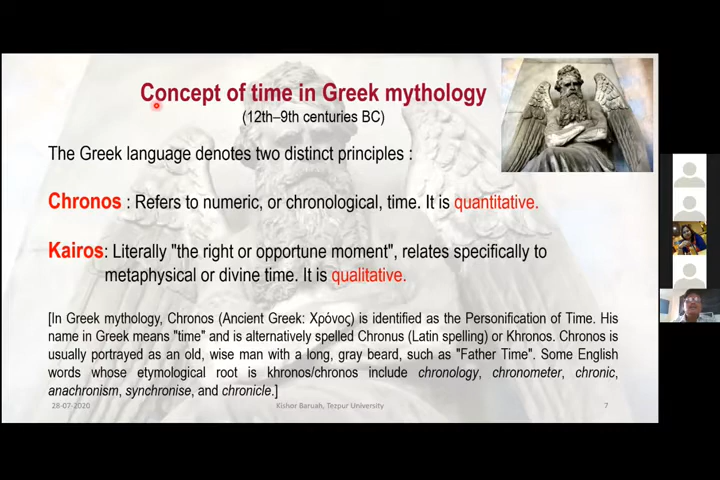 Concept of time in Greek mythology
(12th–9th centuries BC)
The Greek language denotes two distinct principles :
Chronos : Refers to numeric, or chronological, time. It is quantitative.
Kairos: Literally "the right or opportune moment", relates specifically to
metaphysical or divine time. It is qualitative.
[In Greek mythology, Chronos (Ancient Greek: Χρόνος) is identified as the Personification of Time. His
name in Greek means "time" and is alternatively spelled Chronus (Latin spelling) or Khronos. Chronos is
usually portrayed as an old, wise man with a long, gray beard, such as "Father Time". Some English
words whose etymological root is khronos/chronos include chronology, chronometer, chronic,
anachronism, synchronise, and chronicle.]
28-07-2020 Kishor Baruah, Tezpur University 7